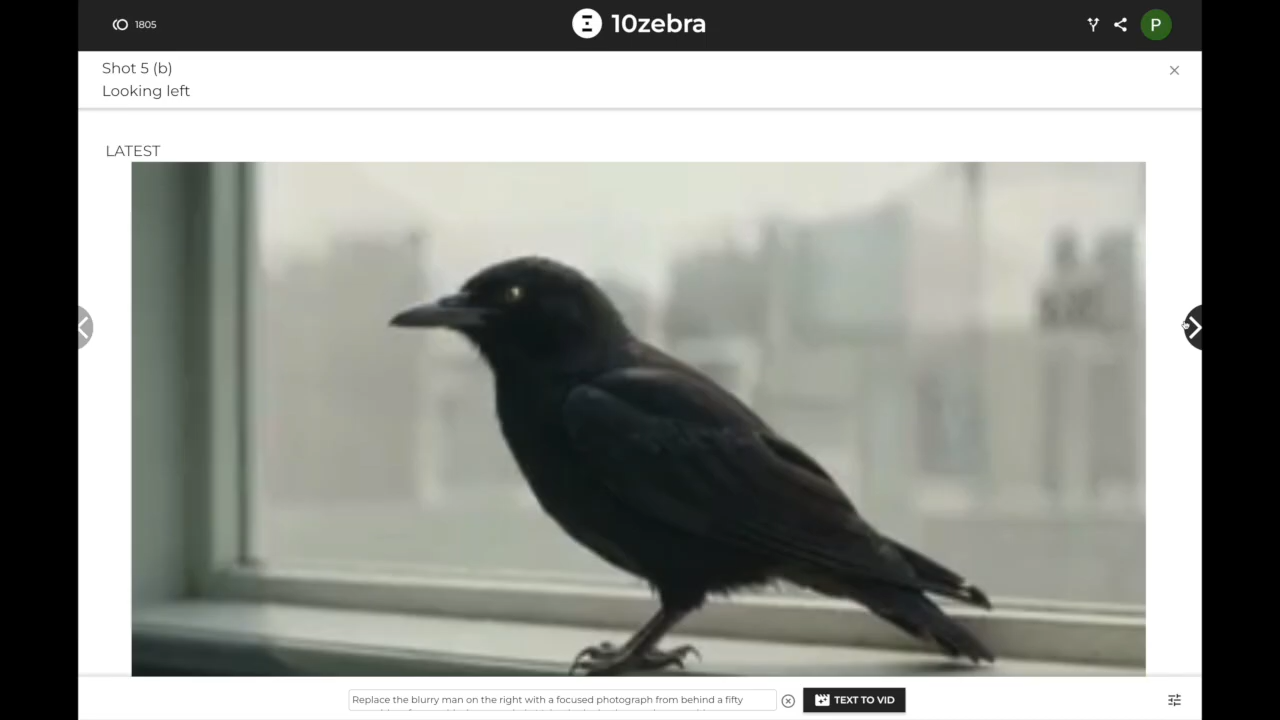 1805
10zebra
P
Shot 5 (b)
Looking left
LATEST
Replace the blurry man on the right with a focused photograph from behind a fifty
TEXT TO VID